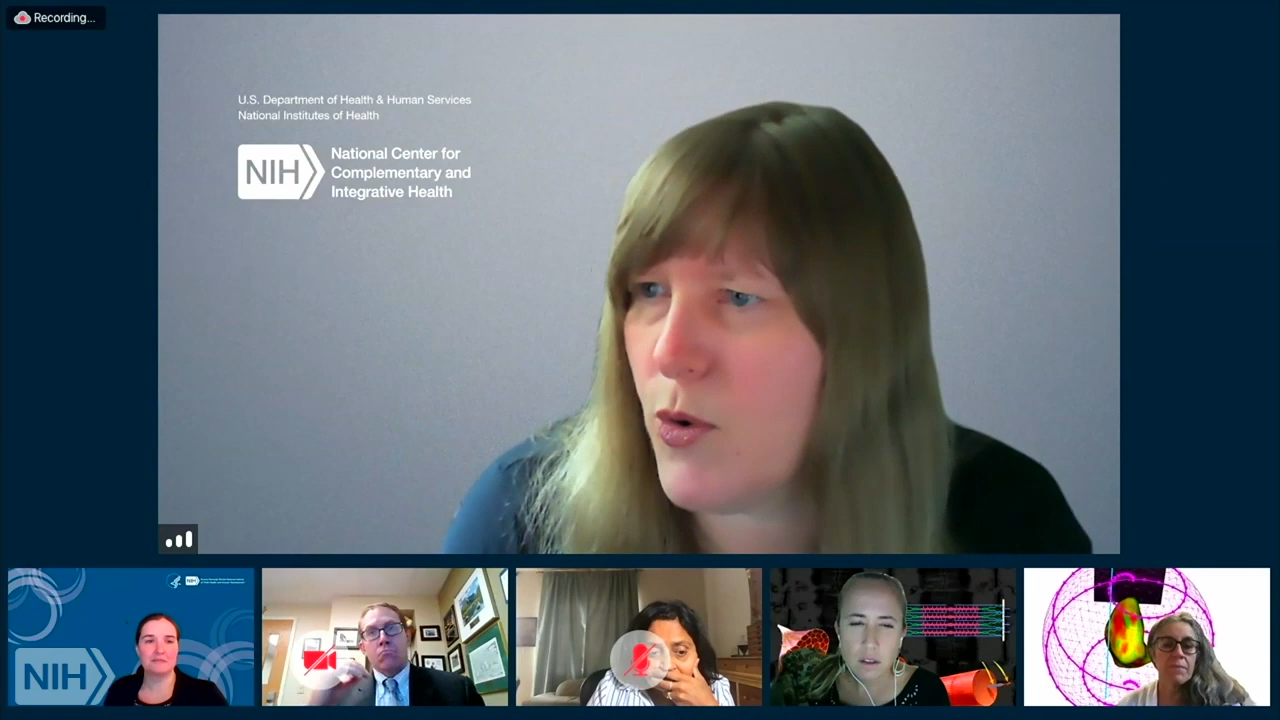 Recording...
U.S. Department of Health & Human Services
National Institutes of Health
NIH
National Center for
Complementary and
Integrative Health
NIH
NIH